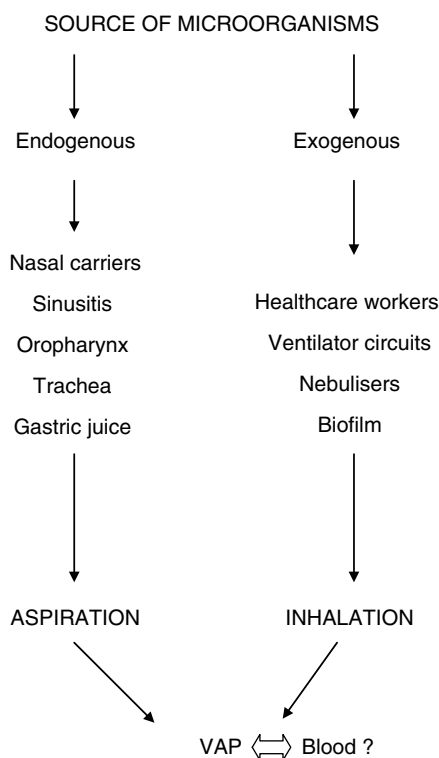 SOURCE OF MICROORGANISMS
Endogenous
Exogenous
Nasal carriers
Sinusitis
Oropharynx
Trachea
Gastric juice
Healthcare workers
Ventilator circuits
Nebulisers
Biofilm
ASPIRATION
INHALATION
VAP
Blood ?